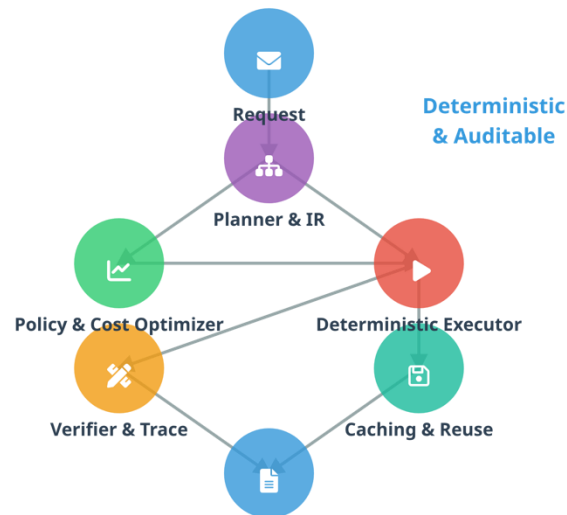 Request
Deterministic
& Auditable
Planner & IR
Policy & Cost Optimizer
Deterministic Executor
Verifier & Trace
Caching & Reuse